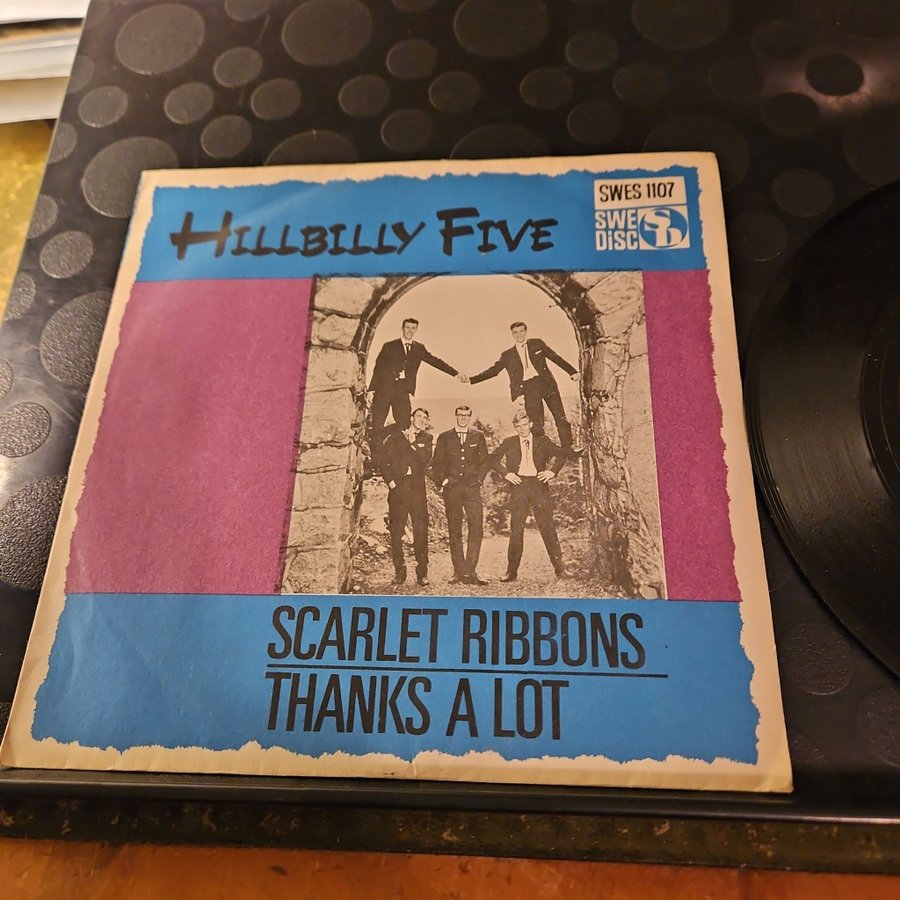 SWES 1107
HILLBILLY FIVE
SWE
DISC
SD
SCARLET RIBBONS
THANKS A LOT